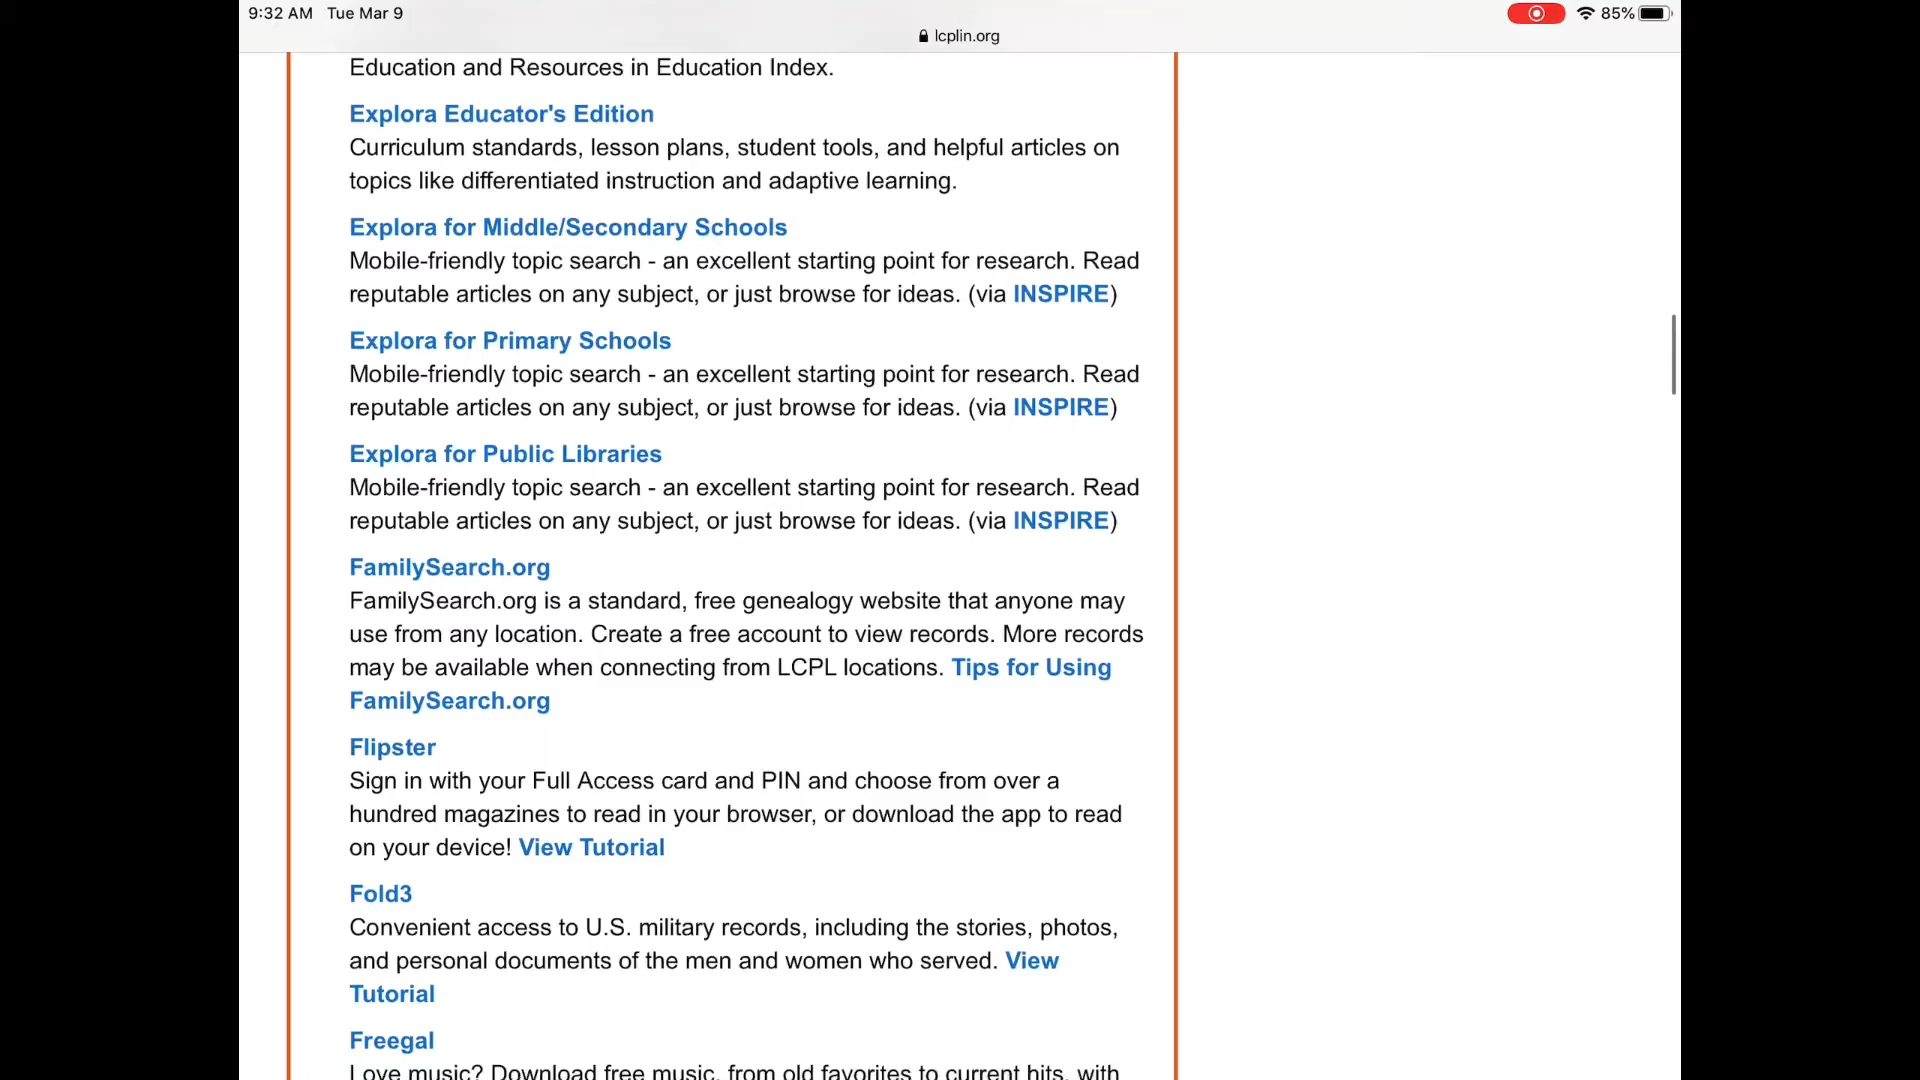 9:32 AM Tue Mar 9
85%
lcplin.org
Education and Resources in Education Index.
Explora Educator's Edition
Curriculum standards, lesson plans, student tools, and helpful articles on
topics like differentiated instruction and adaptive learning.
Explora for Middle/Secondary Schools
Mobile-friendly topic search - an excellent starting point for research. Read
reputable articles on any subject, or just browse for ideas. (via INSPIRE)
Explora for Primary Schools
Mobile-friendly topic search - an excellent starting point for research. Read
reputable articles on any subject, or just browse for ideas. (via INSPIRE)
Explora for Public Libraries
Mobile-friendly topic search - an excellent starting point for research. Read
reputable articles on any subject, or just browse for ideas. (via INSPIRE)
FamilySearch.org
FamilySearch.org is a standard, free genealogy website that anyone may
use from any location. Create a free account to view records. More records
may be available when connecting from LCPL locations. Tips for Using
FamilySearch.org
Flipster
Sign in with your Full Access card and PIN and choose from over a
hundred magazines to read in your browser, or download the app to read
on your device! View Tutorial
Fold3
Convenient access to U.S. military records, including the stories, photos,
and personal documents of the men and women who served. View
Tutorial
Freegal
Love music? Download free music, from old favorites to current hits, with